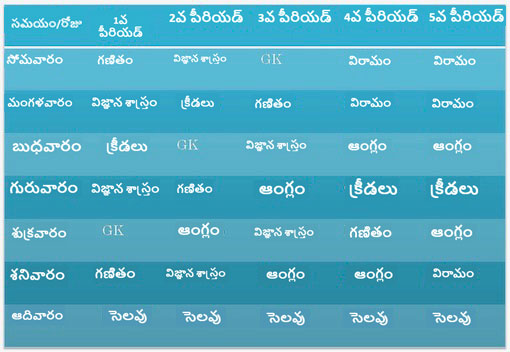 సమయం/రోజు 1వ పీరియడ్ 2వ పీరియడ్ 3వ పీరియడ్ 4వ పీరియడ్ 5వ పీరియడ్
సోమవారం గణితం విజ్ఞాన శాస్త్రం GK విరామం విరామం
మంగళవారం విజ్ఞాన శాస్త్రం క్రీడలు గణితం విరామం విరామం
బుధవారం క్రీడలు GK విజ్ఞాన శాస్త్రం ఆంగ్లం ఆంగ్లం
గురువారం విజ్ఞాన శాస్త్రం గణితం ఆంగ్లం క్రీడలు క్రీడలు
శుక్రవారం GK ఆంగ్లం విజ్ఞాన శాస్త్రం గణితం ఆంగ్లం
శనివారం గణితం విజ్ఞాన శాస్త్రం ఆంగ్లం ఆంగ్లం విరామం
ఆదివారం సెలవు సెలవు సెలవు సెలవు సెలవు